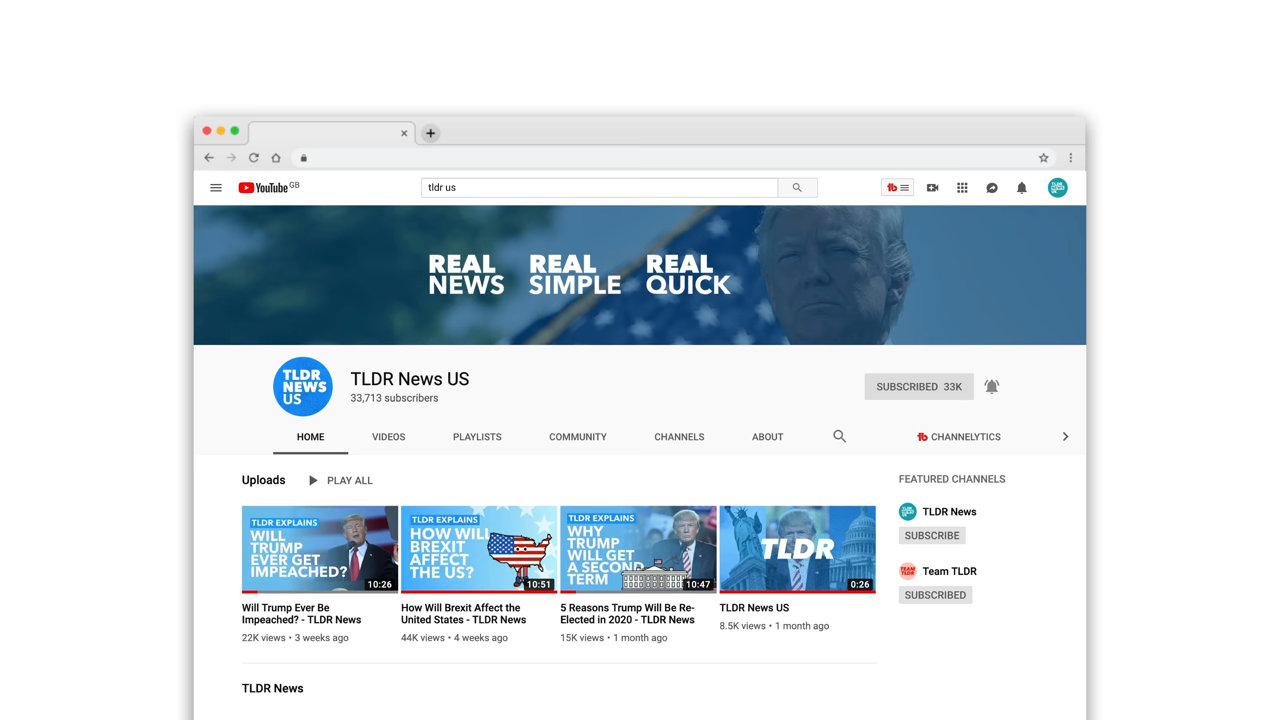 YouTube GB
tldr us
REAL REAL REAL
NEWS SIMPLE QUICK
TLDR
NEWS
US
TLDR News US
33,713 subscribers
SUBSCRIBED 33K
HOME VIDEOS PLAYLISTS COMMUNITY CHANNELS ABOUT CHANNELYTICS
Uploads PLAY ALL
TLDR EXPLAINS
WILL
TRUMP
EVER GET
IMPEACHED?
10:26
Will Trump Ever Be
Impeached? - TLDR News
22K views • 3 weeks ago
TLDR EXPLAINS
HOW WILL
BREXIT
AFFECT
THE US?
10:51
How Will Brexit Affect the
United States - TLDR News
44K views • 4 weeks ago
TLDR EXPLAINS
WHY
TRUMP
WILL GET
A SECOND
TERM
10:47
5 Reasons Trump Will Be Re-
Elected in 2020 - TLDR News
15K views • 1 month ago
TLDR
0:26
TLDR News US
8.5K views • 1 month ago
FEATURED CHANNELS
TLDR News
SUBSCRIBE
TEAM
TLDR
Team TLDR
SUBSCRIBED
TLDR News